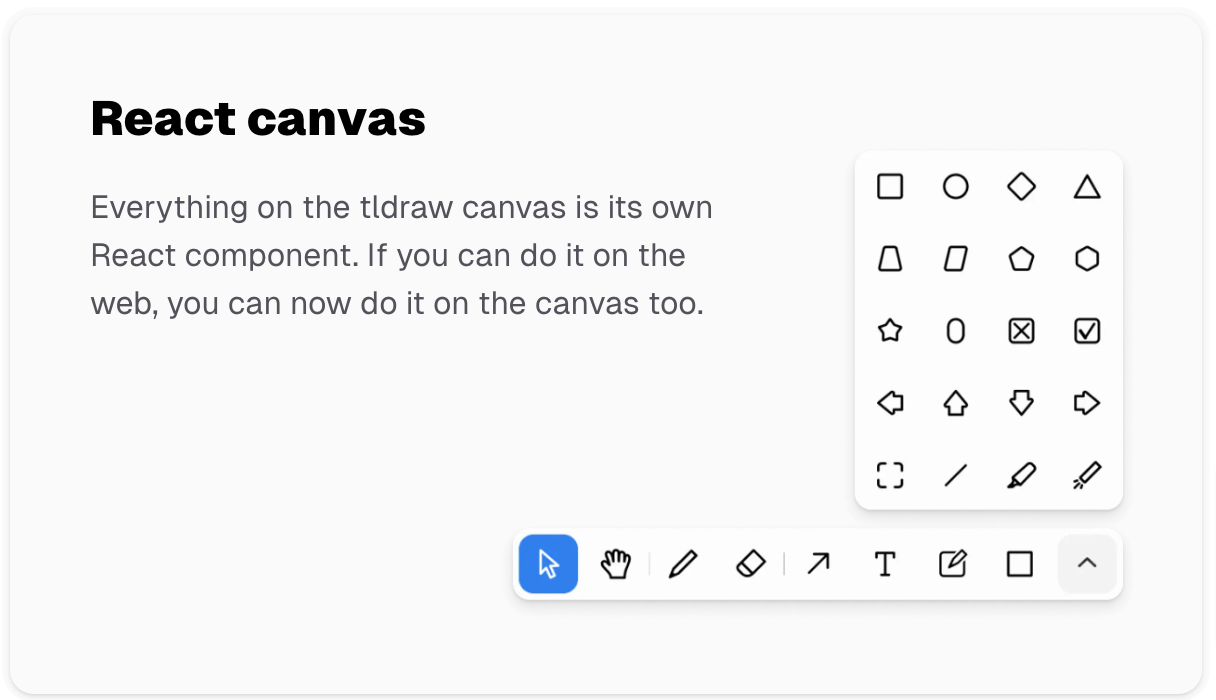 React canvas
Everything on the tldraw canvas is its own
React component. If you can do it on the
web, you can now do it on the canvas too.